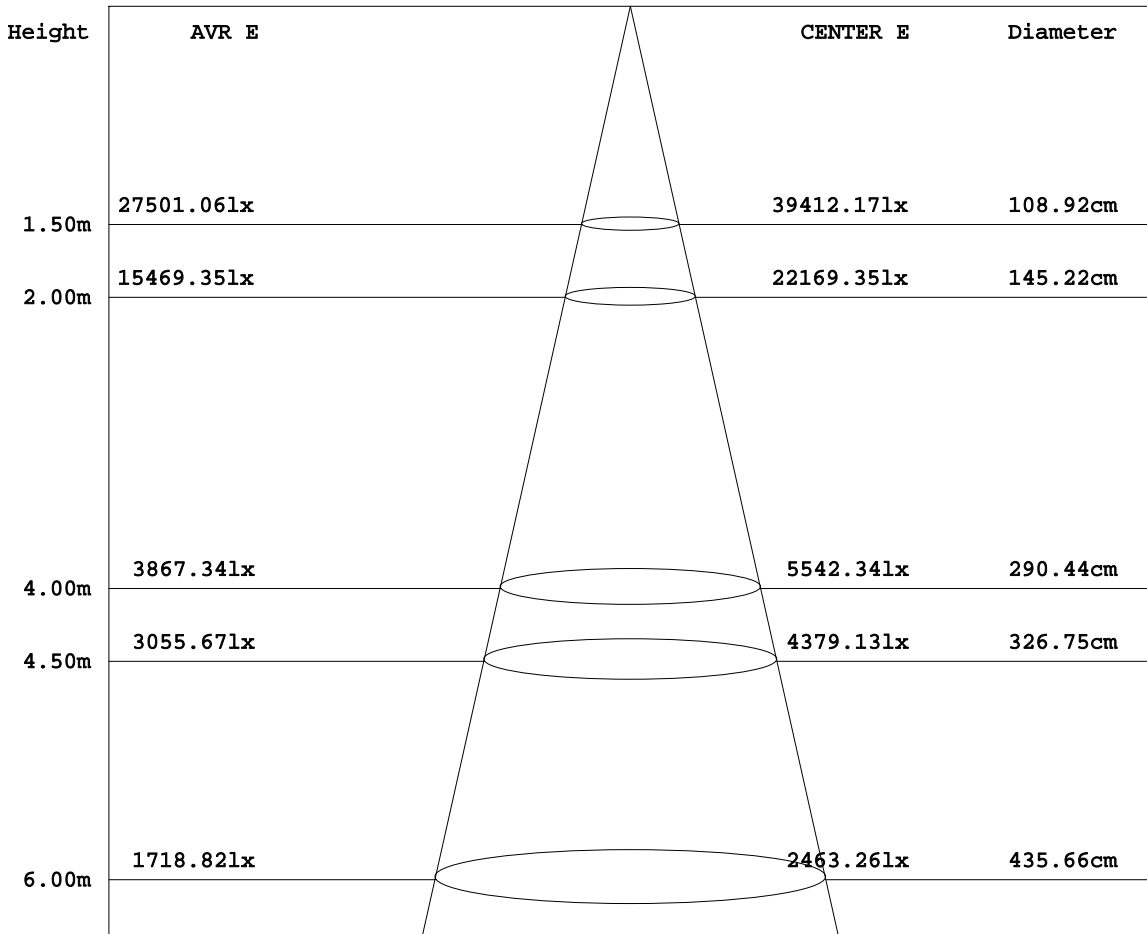 Height AVR E CENTER E Diameter
27501.06lx 39412.17lx 108.92cm
1.50m
15469.35lx 22169.35lx 145.22cm
2.00m
3867.34lx 5542.34lx 290.44cm
4.00m
3055.67lx 4379.13lx 326.75cm
4.50m
1718.82lx 2463.26lx 435.66cm
6.00m